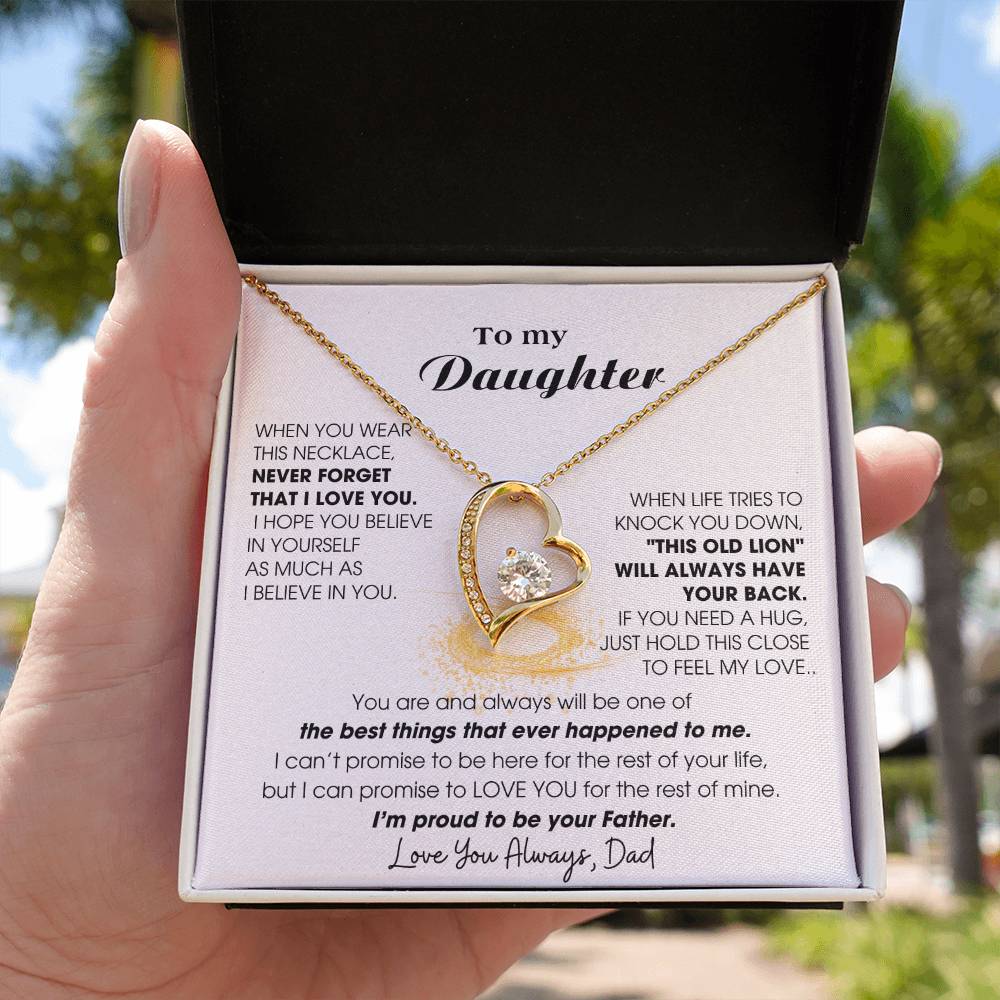 To my
Daughter
WHEN YOU WEAR
THIS NECKLACE,
NEVER FORGET
THAT I LOVE YOU.
I HOPE YOU BELIEVE
IN YOURSELF
AS MUCH AS
I BELIEVE IN YOU.
WHEN LIFE TRIES TO
KNOCK YOU DOWN,
"THIS OLD LION"
WILL ALWAYS HAVE
YOUR BACK.
IF YOU NEED A HUG,
JUST HOLD THIS CLOSE
TO FEEL MY LOVE..
You are and always will be one of
the best things that ever happened to me.
I can't promise to be here for the rest of your life,
but I can promise to LOVE YOU for the rest of mine.
I'm proud to be your Father.
Love You Always, Dad